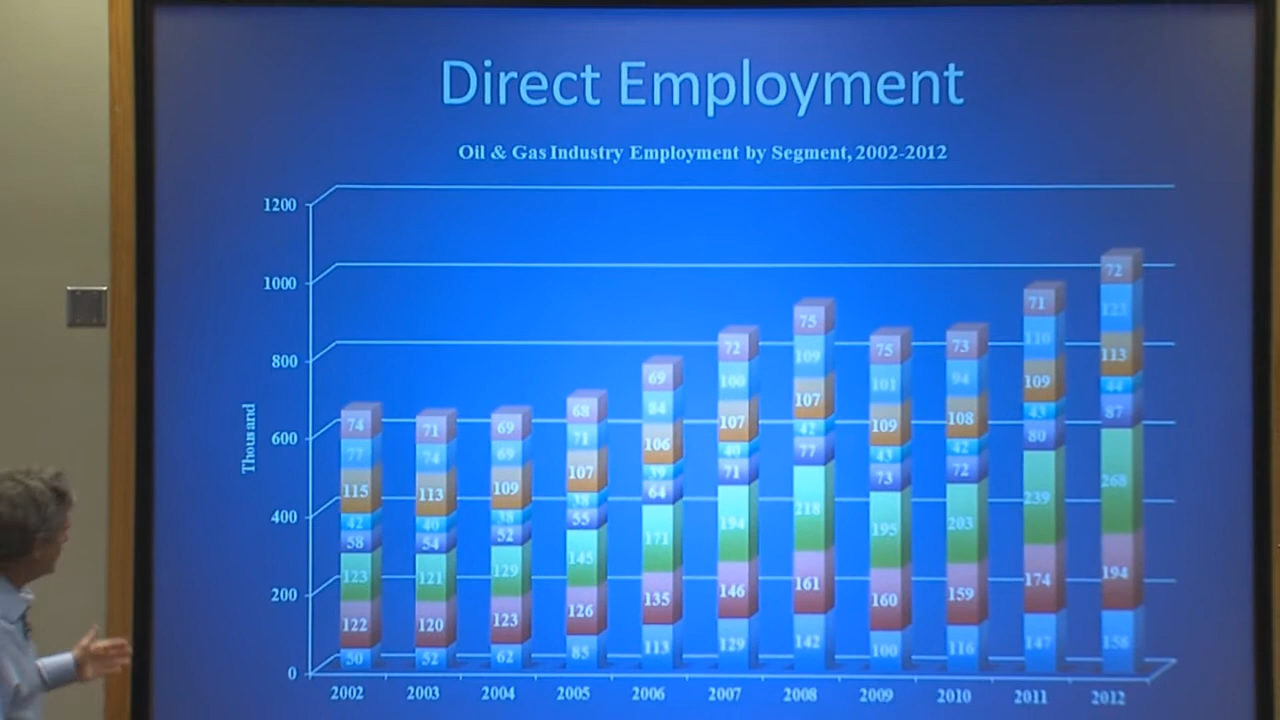 Direct Employment
Oil & Gas Industry Employment by Segment, 2002-2012
1200
1000
800
600
400
200
0
Thousand
74 71 69 68 69 72 75 75 73 71 72
77 74 69 71 84 100 109 101 94 110 123
115 113 109 107 106 107 107 109 108 109 113
42 40 38 38 39 40 42 43 42 43 44
58 54 52 55 64 71 77 73 72 80 87
123 121 129 145 171 194 218 195 203 239 268
122 120 123 126 135 146 161 160 159 174 194
50 52 62 85 113 129 142 100 116 147 158
2002 2003 2004 2005 2006 2007 2008 2009 2010 2011 2012